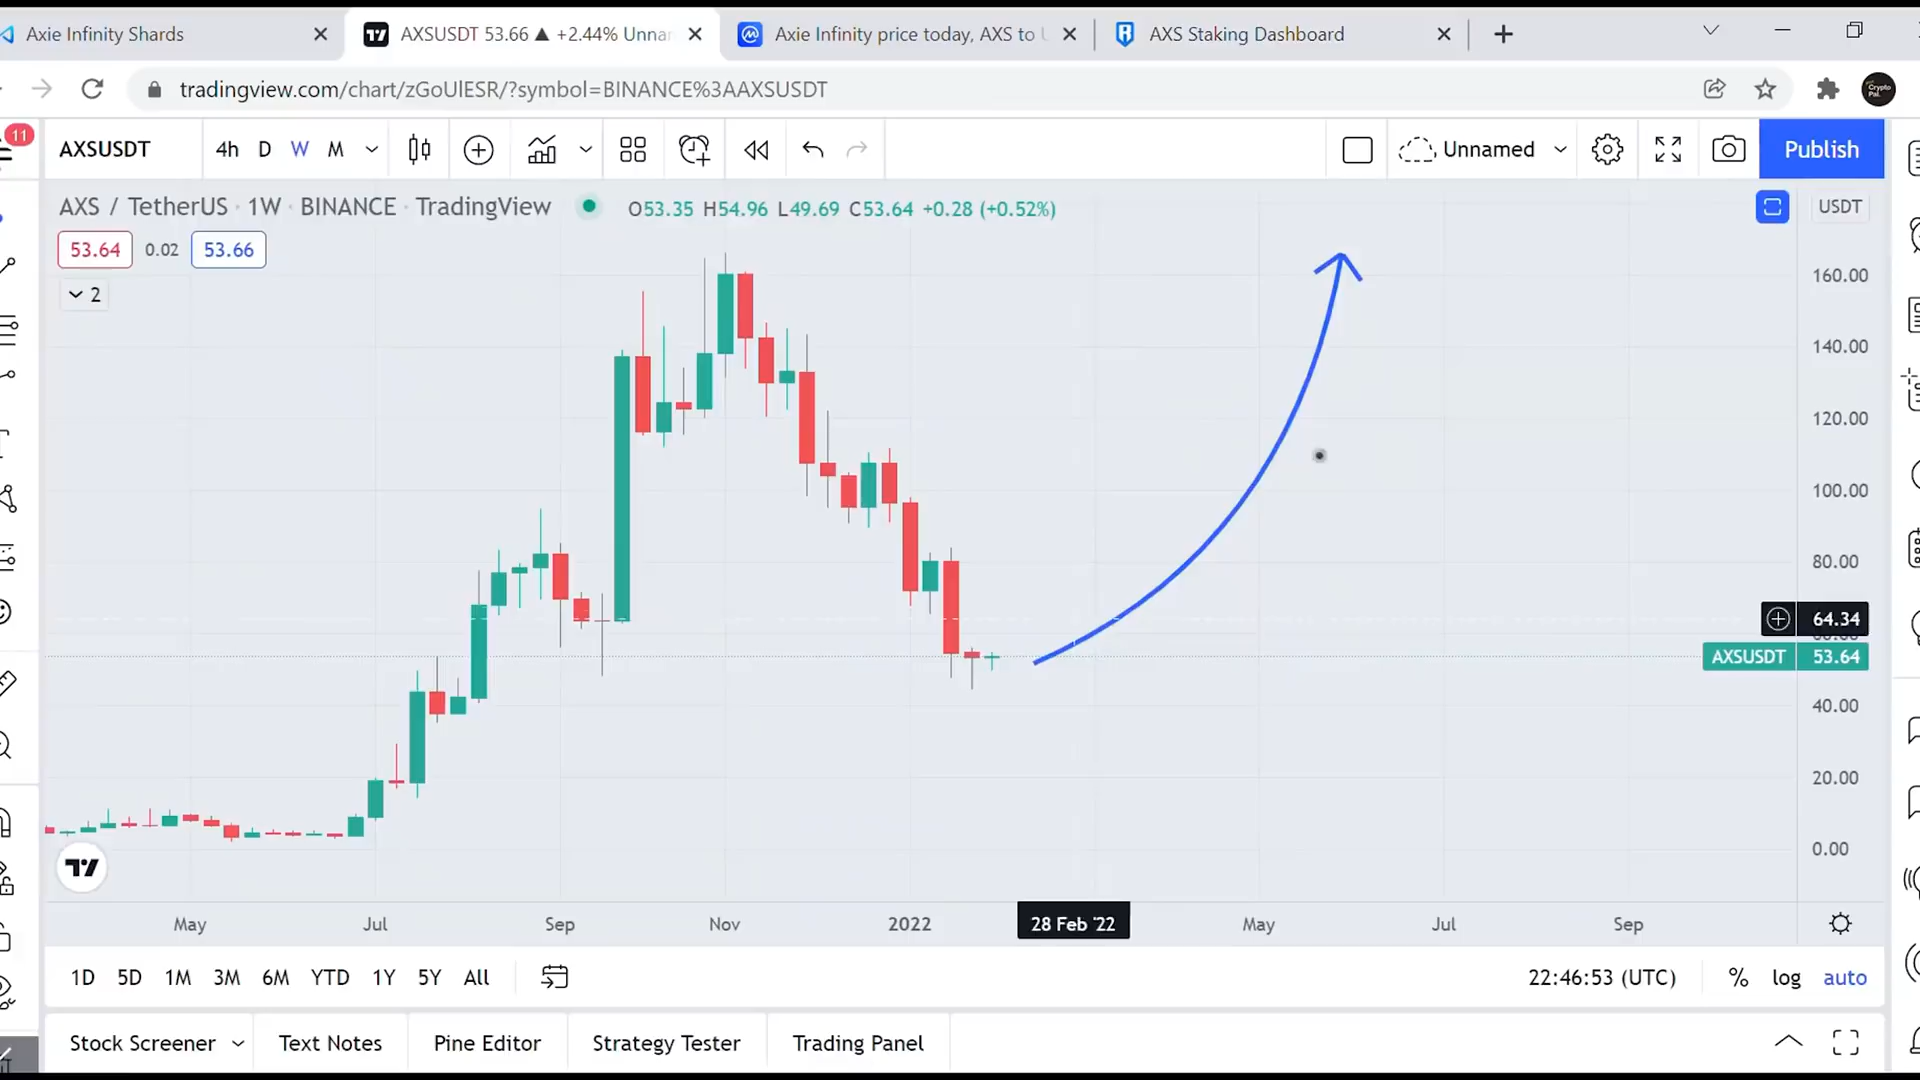 Axie Infinity Shards
AXSUSDT 53.66 ▲ +2.44% Unnar
Axie Infinity price today, AXS to U
AXS Staking Dashboard
tradingview.com/chart/zGoUlESR/?symbol=BINANCE%3AAXSUSDT
Crypto Pal.
11
AXSUSDT 4h D W M
Unnamed
Publish
AXS / TetherUS · 1W · BINANCE · TradingView
O53.35 H54.96 L49.69 C53.64 +0.28 (+0.52%)
USDT
53.64 0.02 53.66
2
160.00
140.00
120.00
100.00
80.00
64.34
AXSUSDT 53.64
40.00
20.00
0.00
May Jul Sep Nov 2022 28 Feb '22 May Jul Sep
1D 5D 1M 3M 6M YTD 1Y 5Y All
22:46:53 (UTC) % log auto
Stock Screener Text Notes Pine Editor Strategy Tester Trading Panel